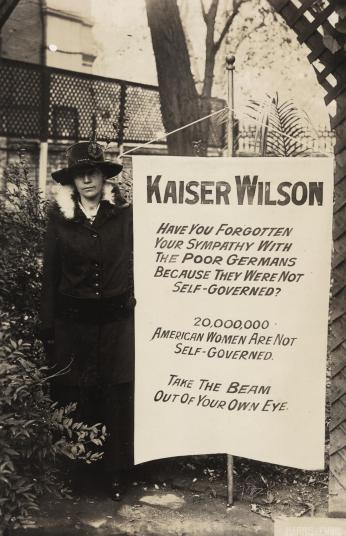 KAISER WILSON
HAVE YOU FORGOTTEN
YOUR SYMPATHY WITH
THE POOR GERMANS
BECAUSE THEY WERE NOT
SELF-GOVERNED?
20,000,000
AMERICAN WOMEN ARE NOT
SELF-GOVERNED.
TAKE THE BEAM
OUT OF YOUR OWN EYE.